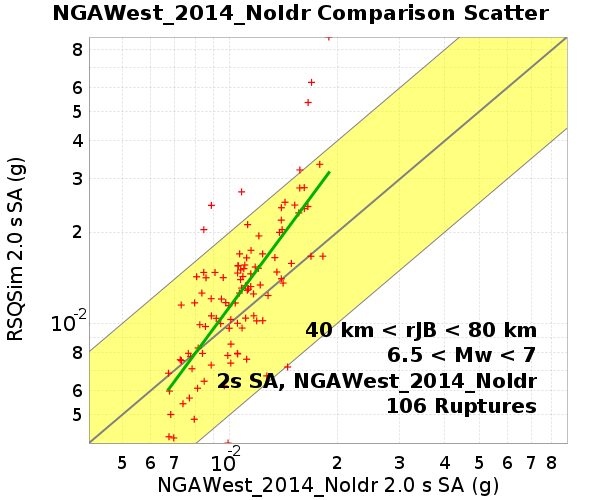 NGAWest_2014_NoIdr Comparison Scatter
RSQSim 2.0 s SA (g)
8
6
5
4
3
2
10-2
8
6
5
40 km < rJB < 80 km
6.5 < Mw < 7
2s SA, NGAWest_2014_NoIdr
106 Ruptures
5 6 7 10-2 2 3 4 5 6 7 8
NGAWest_2014_NoIdr 2.0 s SA (g)